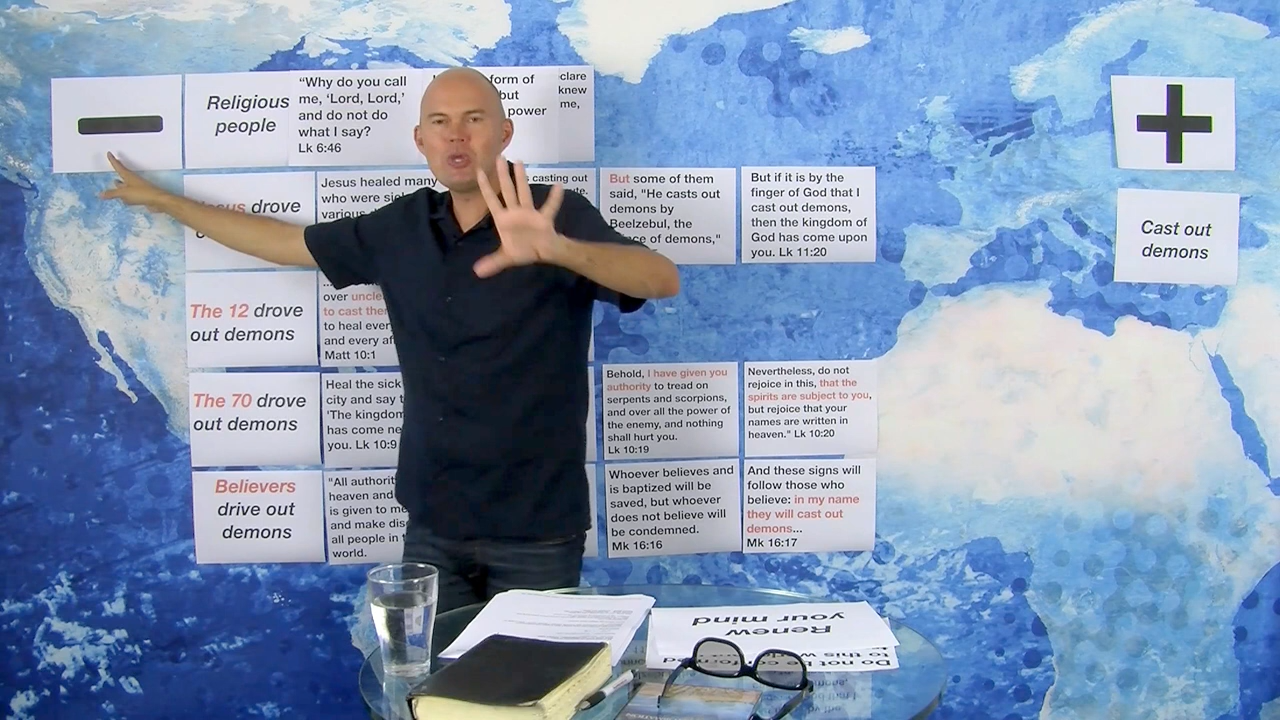 Religious
people
“Why do you call
me, ‘Lord, Lord,’
and do not do
what I say?
Lk 6:46
form of
but
power
clare
knew
me,
drove
Jesus healed many
who were
various
casting out
But some of them
said, "He casts out
demons by
Beelzebul, the
of demons,"
But if it is by the
finger of God that I
cast out demons,
then the kingdom of
God has come upon
you. Lk 11:20
+
Cast out
demons
The 12 drove
out demons
over
to cast
to heal
and every
Matt 10:1
The 70 drove
out demons
Heal the sick
city and say
'The kingdom
has come
you. Lk 10:9
Behold, I have given you
authority to tread on
serpents and scorpions,
and over all the power of
the enemy, and nothing
shall hurt you.
Lk 10:19
Nevertheless, do not
rejoice in this, that the
spirits are subject to you,
but rejoice that your
names are written in
heaven." Lk 10:20
Believers
drive out
demons
"All
heaven and
is given to
and make
all people in
world.
Whoever believes and
is baptized will be
saved, but whoever
does not believe will
be condemned.
Mk 16:16
And these signs will
follow those who
believe: in my name
they will cast out
demons...
Mk 16:17
Renew
your mind
Do not be
to this